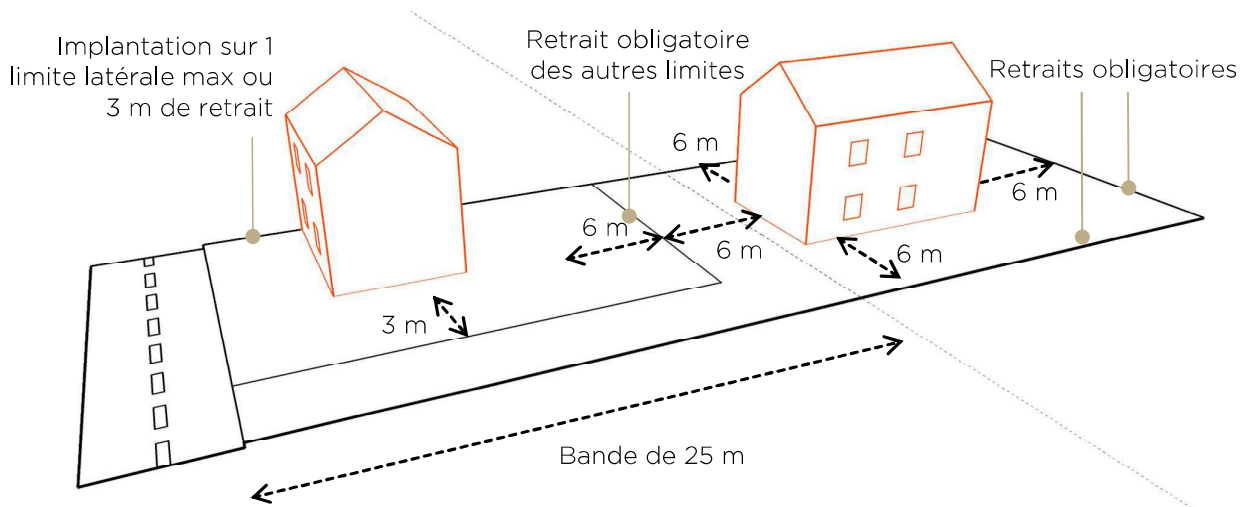 Implantation sur 1
limite latérale max ou
3 m de retrait
Retrait obligatoire
des autres limites
Retraits obligatoires
6 m
6 m
6 m
6 m
6 m
3 m
Bande de 25 m